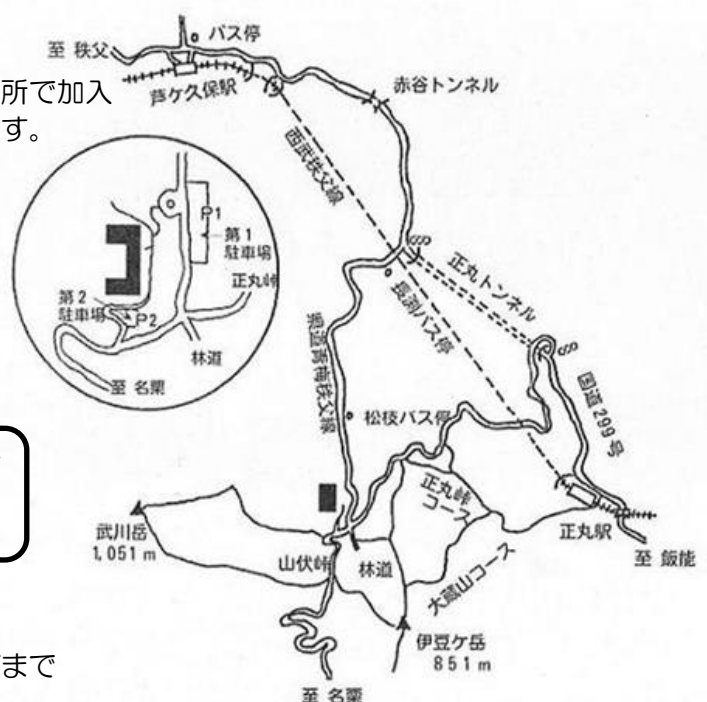 バス停
至 秩父
芦ケ久保駅
赤谷トンネル
所で加入
す。
西武秩父線
P1
第1
駐車場
正丸峠
第2
駐車場
P2
林道
至 名栗
正丸トンネル
長渕バス停
県道青梅秩父線
国道299号
松枝バス停
正丸峠
コース
正丸駅
至 飯能
武川岳
1,051m
山伏峠
林道
大蔵山コース
伊豆ケ岳
851m
まで
至 名栗